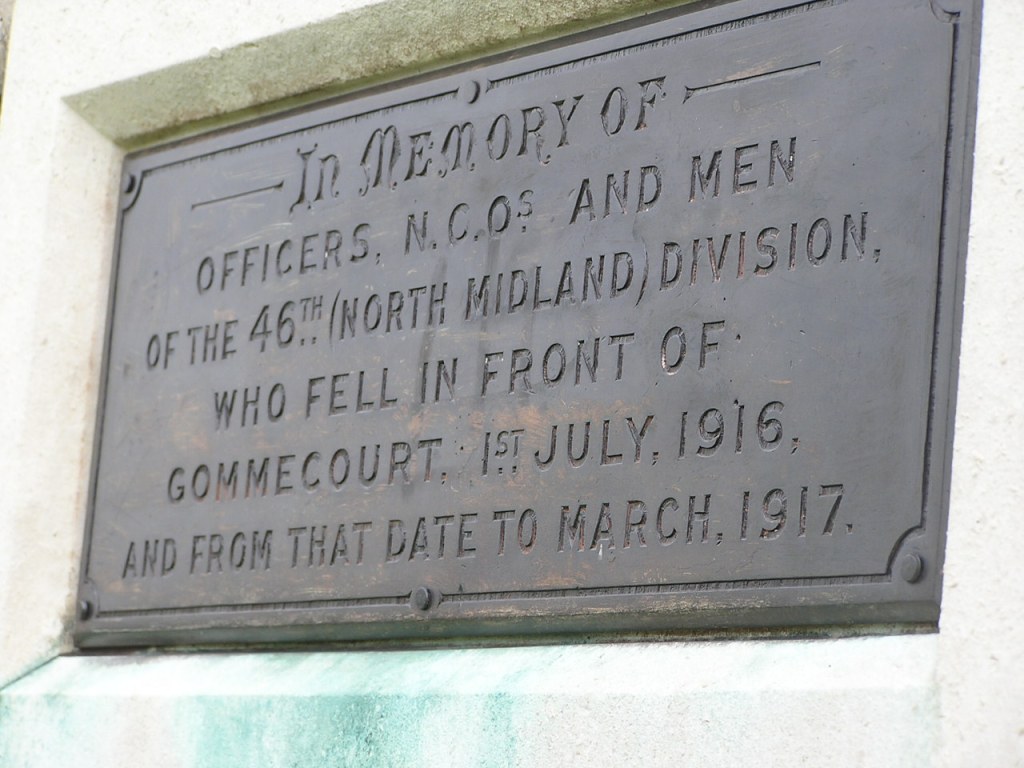 In Memory of
OFFICERS, N.C.Os AND MEN
OF THE 46TH. (NORTH MIDLAND) DIVISION,
WHO FELL IN FRONT OF
GOMMECOURT, 1ST JULY, 1916,
AND FROM THAT DATE TO MARCH, 1917.